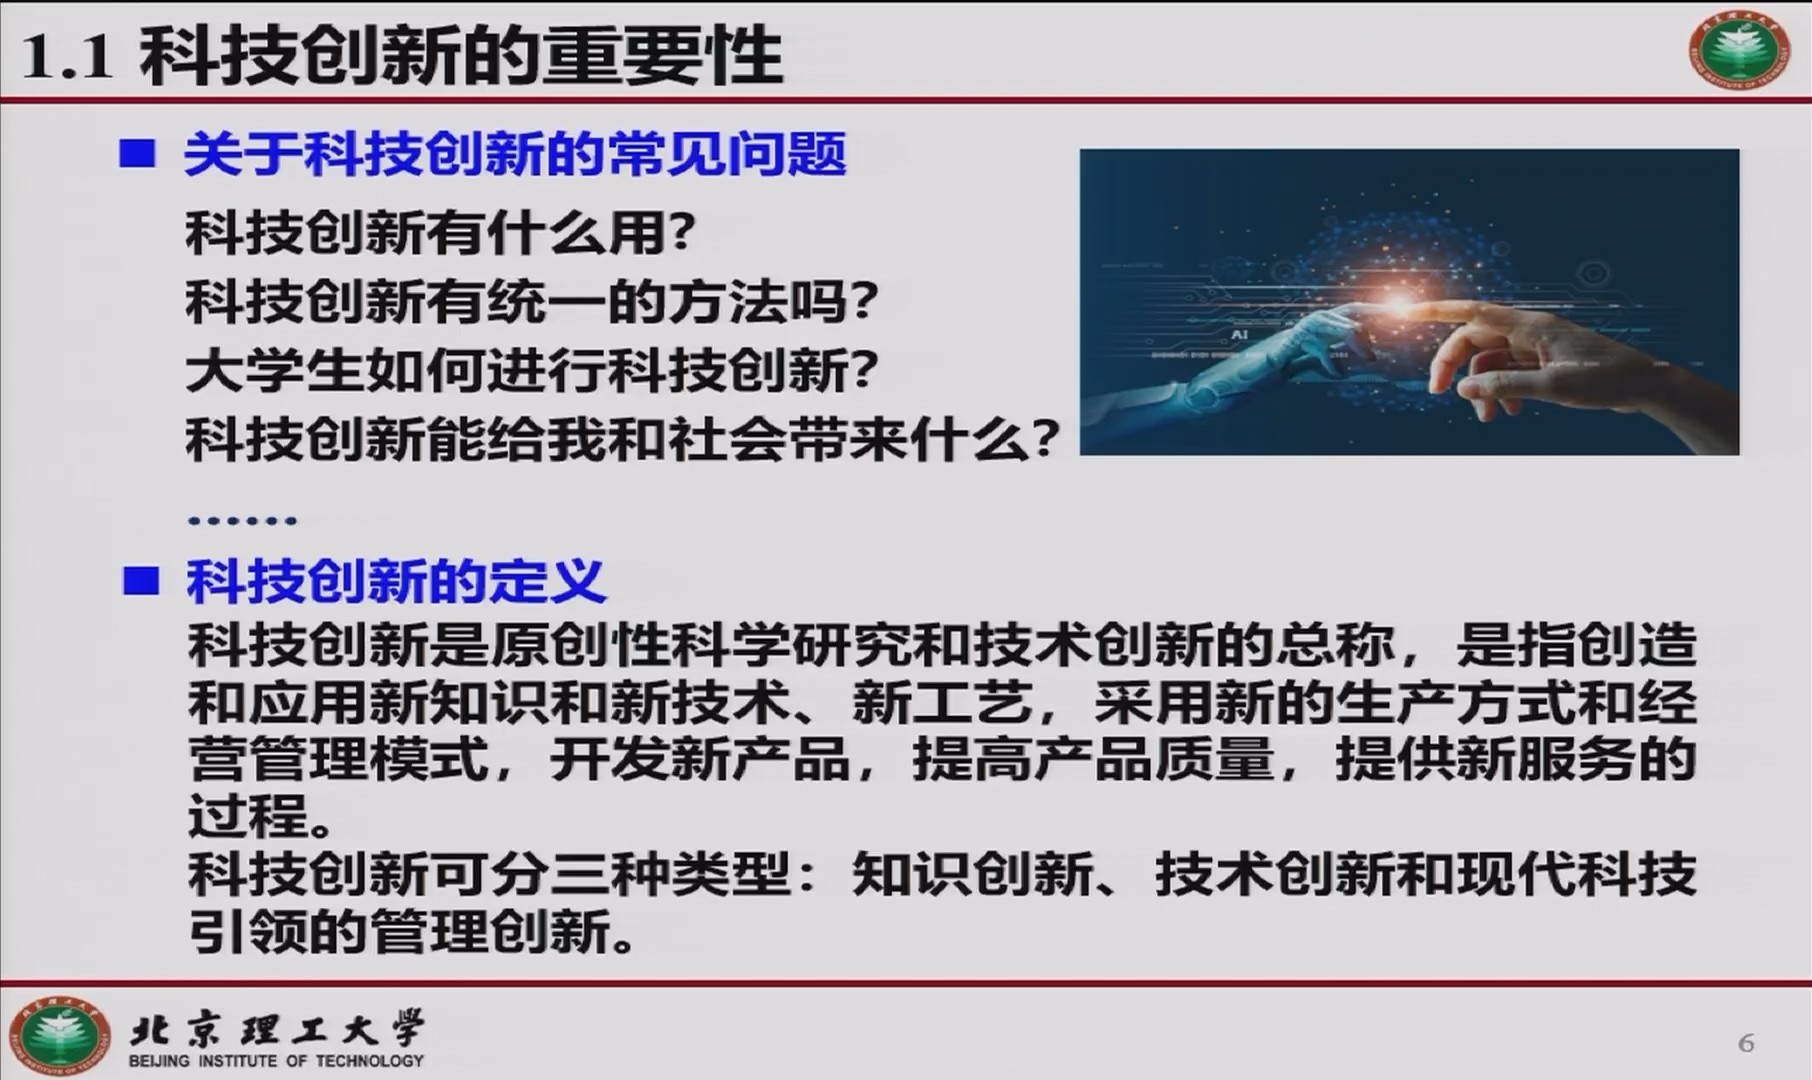 1.1 科技创新的重要性
关于科技创新的常见问题
科技创新有什么用？
科技创新有统一的方法吗？
大学生如何进行科技创新？
科技创新能给我和社会带来什么？
……
AI
科技创新的定义
科技创新是原创性科学研究和技术创新的总称，是指创造
和应用新知识和新技术、新工艺，采用新的生产方式和经
营管理模式，开发新产品，提高产品质量，提供新服务的
过程。
科技创新可分三种类型：知识创新、技术创新和现代科技
引领的管理创新。
北京理工大学
BEIJING INSTITUTE OF TECHNOLOGY
6